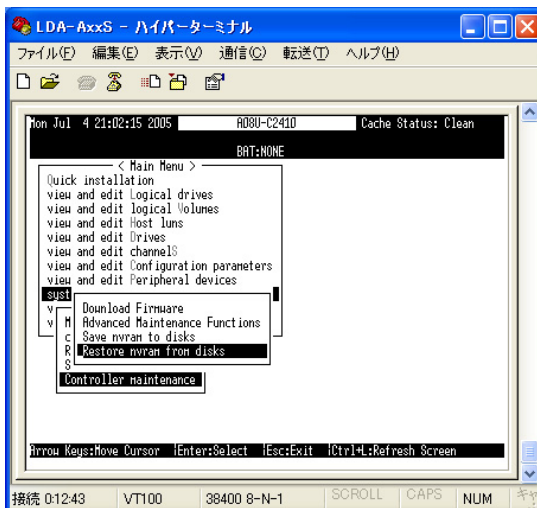 LDA-AxxS - ハイパーターミナル
ファイル(F) 編集(E) 表示(V) 通信(C) 転送(T) ヘルプ(H)
Mon Jul 4 21:02:15 2005 A08U-C2410 Cache Status: Clean
BAT:NONE
< Main Menu >
Quick installation
view and edit Logical drives
view and edit logical Volumes
view and edit Host luns
view and edit Drives
view and edit channelS
view and edit Configuration parameters
view and edit Peripheral devices
syst
v
Download Firmware
v M Advanced Maintenance Functions
c Save nvram to disks
R Restore nvram from disks
S
Controller maintenance
Arrow Keys:Move Cursor |Enter:Select |Esc:Exit |Ctrl+L:Refresh Screen
接続 0:12:43 VT100 38400 8-N-1 SCROLL CAPS NUM キャ